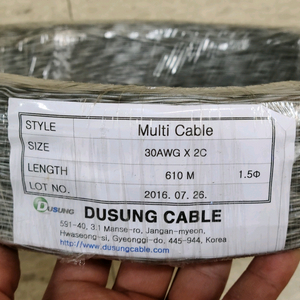 STYLE Multi Cable
SIZE 30AWG X 2C
LENGTH 610 M 1.5Φ
LOT NO. 2016. 07. 26.
DUSUNG DUSUNG CABLE
591-40, 3.1 Manse-ro, Jangan-myeon,
Hwaseong-si, Gyeonggi-do, 445-944, Korea
http://www.dusungcable.com